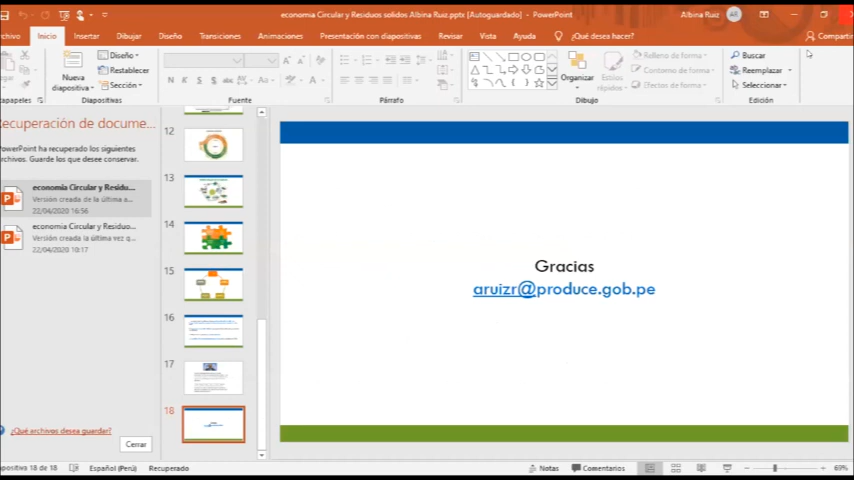 economia Circular y Residuos solidos Albina Ruiz.pptx [Autoguardado] - PowerPoint
Albina Ruiz
AR
rchivo
Inicio
Insertar
Dibujar
Diseño
Transiciones
Animaciones
Presentación con diapositivas
Revisar
Vista
Ayuda
¿Qué desea hacer?
Compartir
Nueva
diapositiva
Diseño
Restablecer
Sección
N
K
S
Organizar
Estilos
rápidos
Relleno de forma
Contorno de forma
Efectos de forma
Buscar
Reemplazar
Seleccionar
apapeles
Diapositivas
Fuente
Párrafo
Dibujo
Edición
Recuperación de docume...
PowerPoint ha recuperado los siguientes
archivos. Guarde los que desee conservar.
economia Circular y Residu...
Versión creada de la última a...
22/04/2020 16:56
economia Circular y Residuo...
Versión creada la última vez q...
22/04/2020 10:17
¿Qué archivos desea guardar?
Cerrar
12
13
14
15
16
17
18
Gracias
aruizr@produce.gob.pe
apositiva 18 de 18
Español (Perú)
Recuperado
Notas
Comentarios
69%